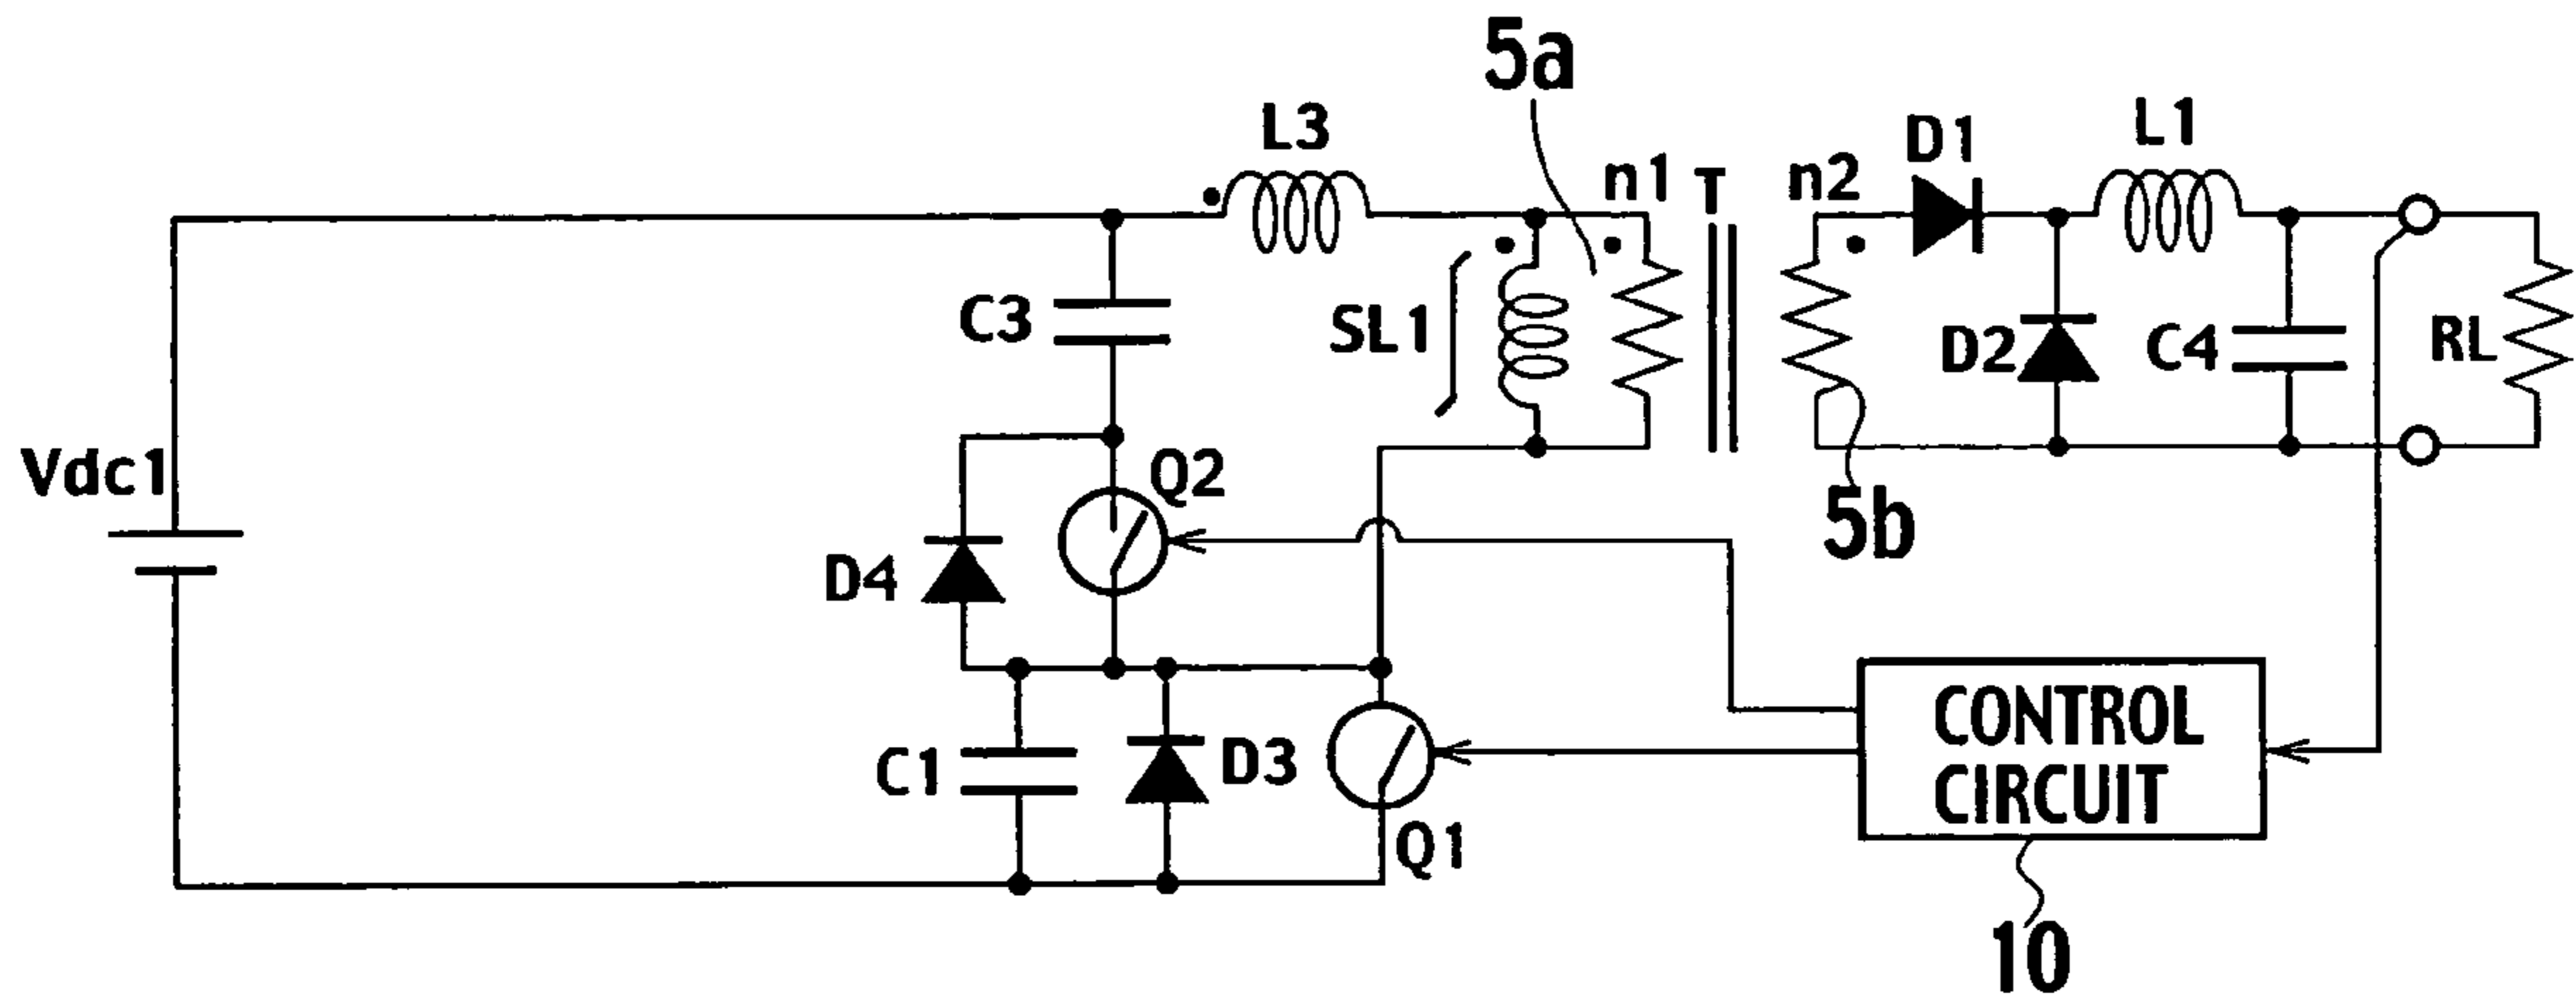 5a
L3
n1
T
n2
D1
L1
C3
SL1
D2
C4
RL
Vdc1
Q2
5b
D4
C1
D3
Q1
CONTROL
CIRCUIT
10